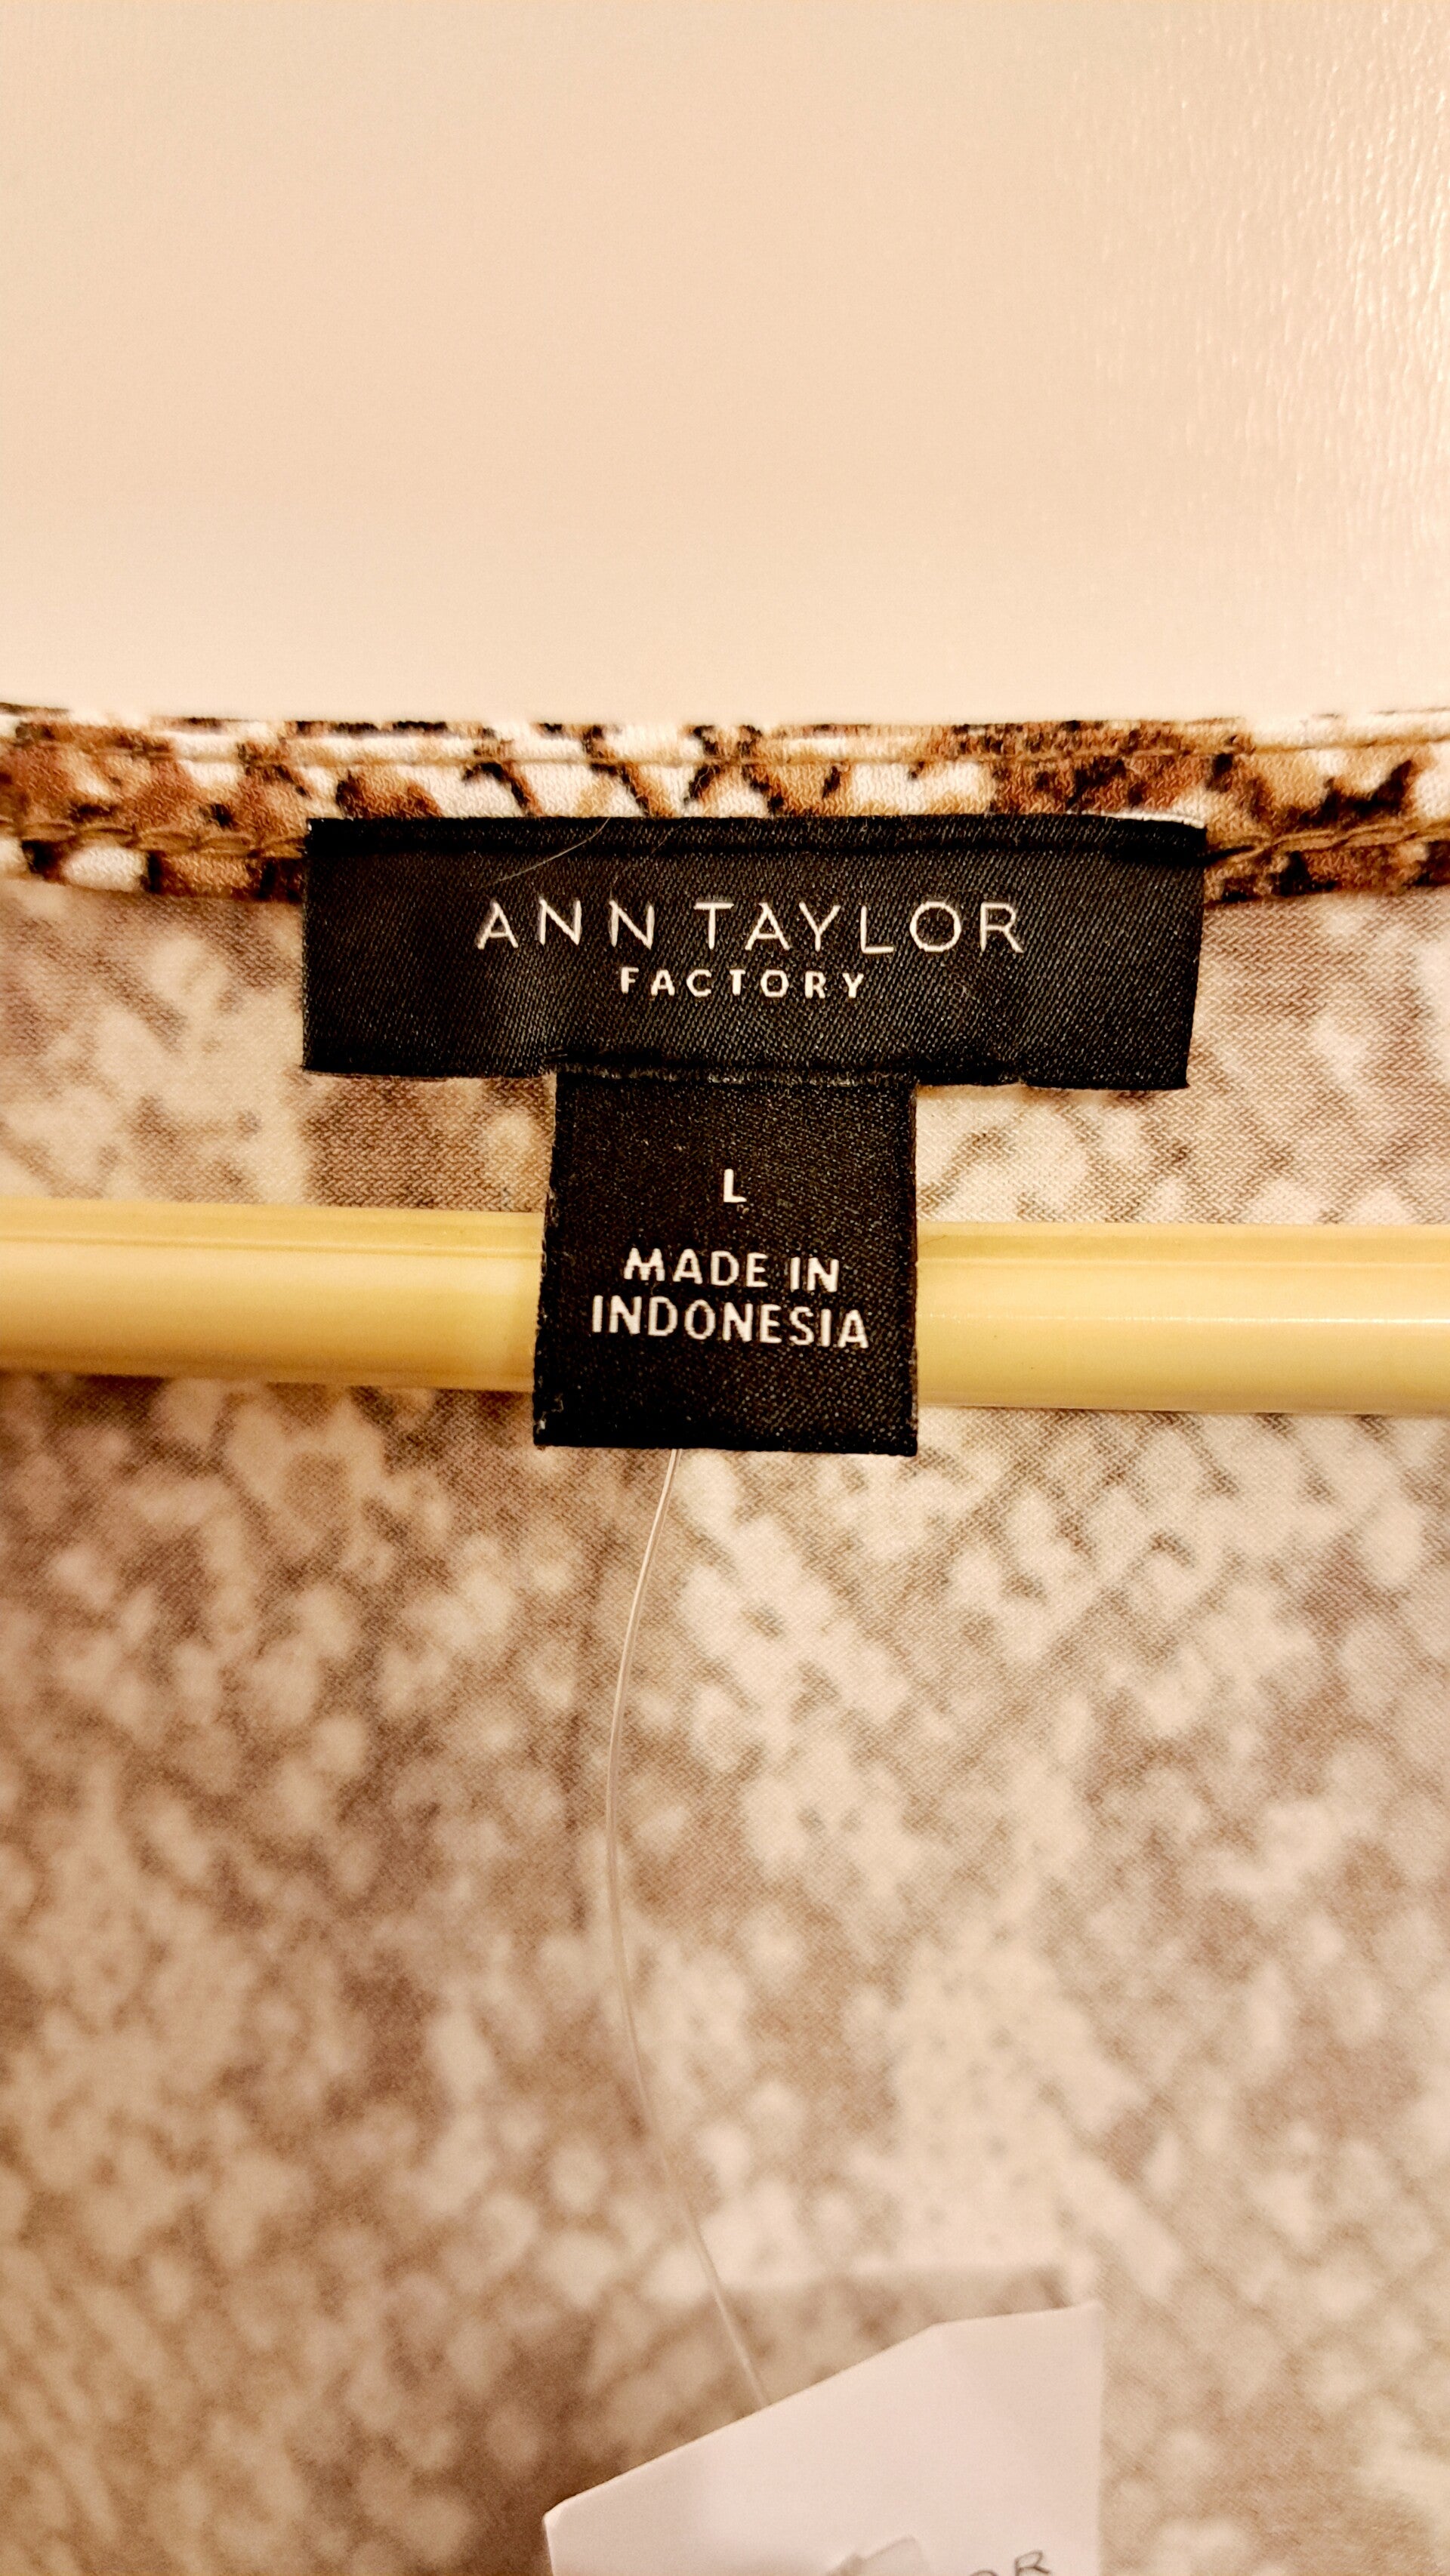 ANN TAYLOR
FACTORY
L
MADE IN
INDONESIA